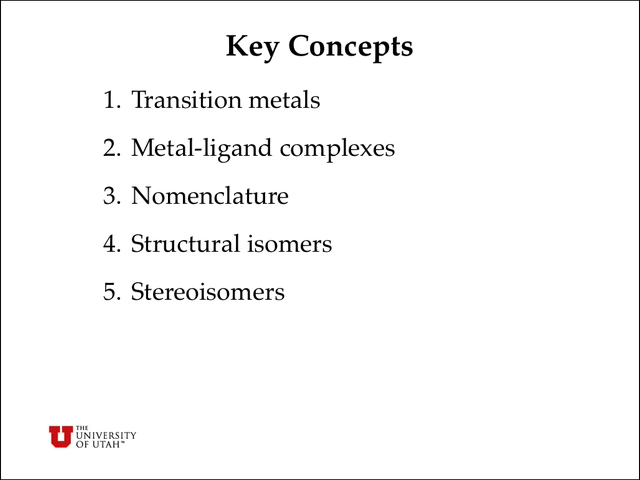 Key Concepts
1. Transition metals
2. Metal-ligand complexes
3. Nomenclature
4. Structural isomers
5. Stereoisomers
U
THE
UNIVERSITY
OF UTAH™